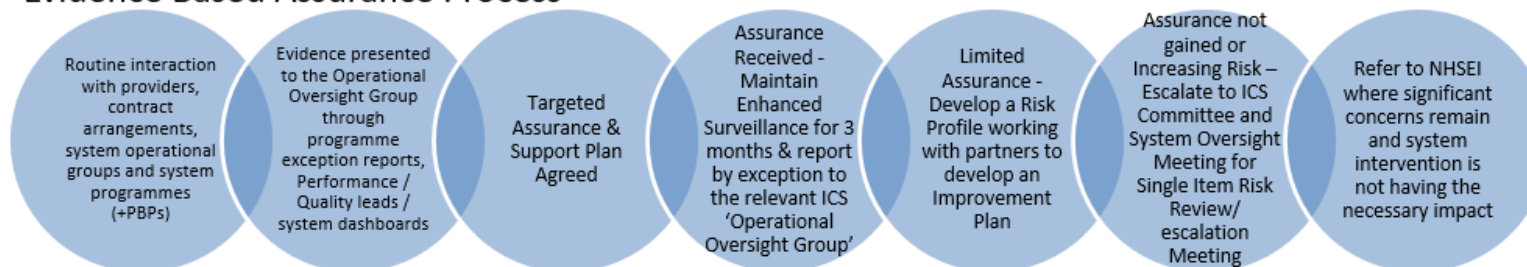 Evidence Based Assurance Process
Routine interaction
with providers,
contract
arrangements,
system operational
groups and system
programmes
(+PBPs)
Evidence presented
to the Operational
Oversight Group
through
programme
exception reports,
Performance /
Quality leads /
system dashboards
Targeted
Assurance &
Support Plan
Agreed
Assurance
Received -
Maintain
Enhanced
Surveillance for 3
months & report
by exception to
the relevant ICS
‘Operational
Oversight Group’
Limited
Assurance -
Develop a Risk
Profile working
with partners to
develop an
Improvement
Plan
Assurance not
gained or
Increasing Risk –
Escalate to ICS
Committee and
System Oversight
Meeting for
Single Item Risk
Review/
escalation
Meeting
Refer to NHSEI
where significant
concerns remain
and system
intervention is
not having the
necessary impact